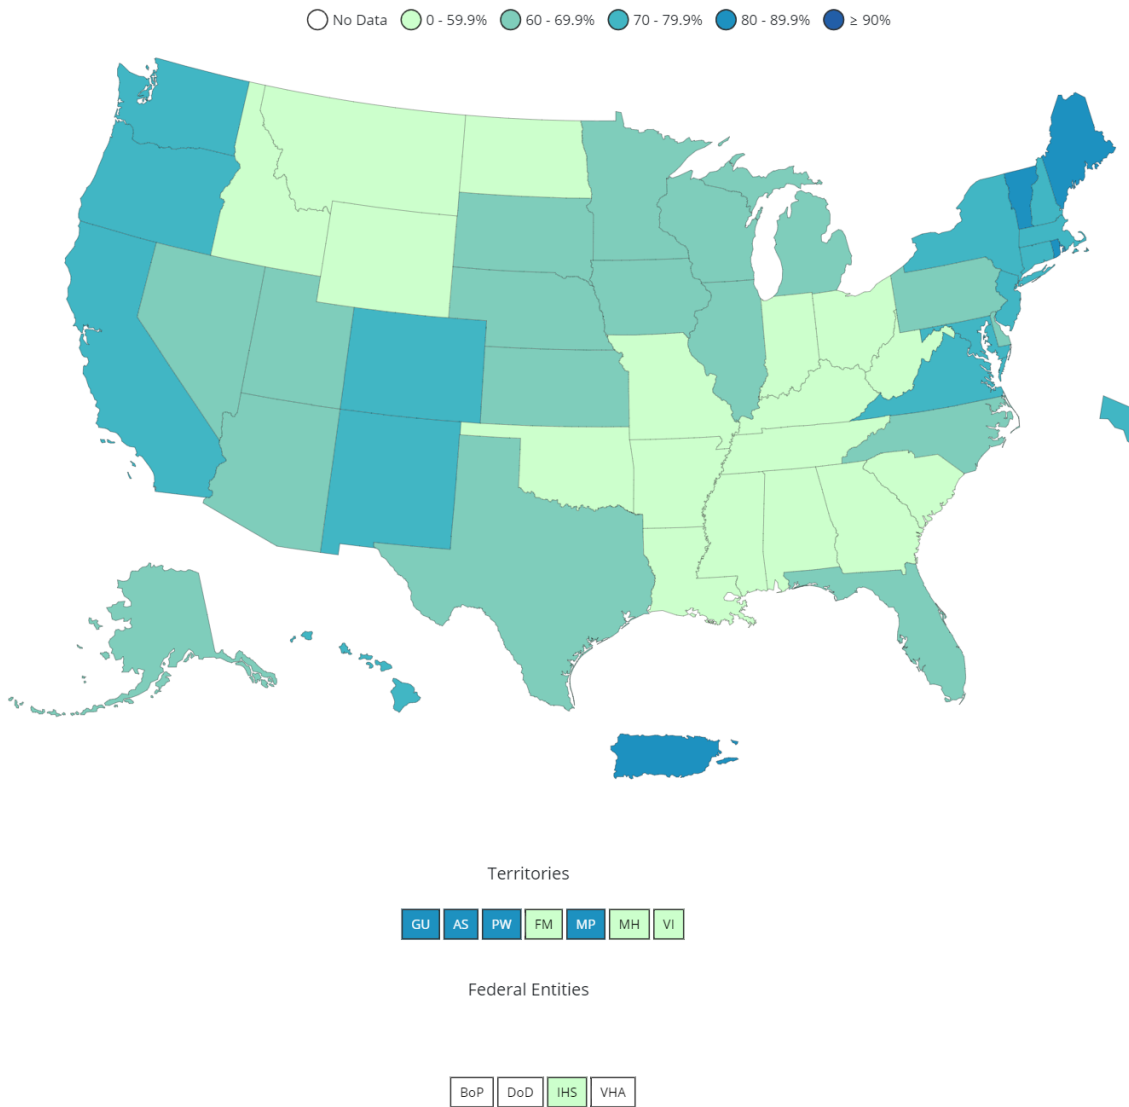 No Data 0 - 59.9% 60 - 69.9% 70 - 79.9% 80 - 89.9% ≥ 90%
Territories
GU AS PW FM MP MH VI
Federal Entities
BoP DoD IHS VHA